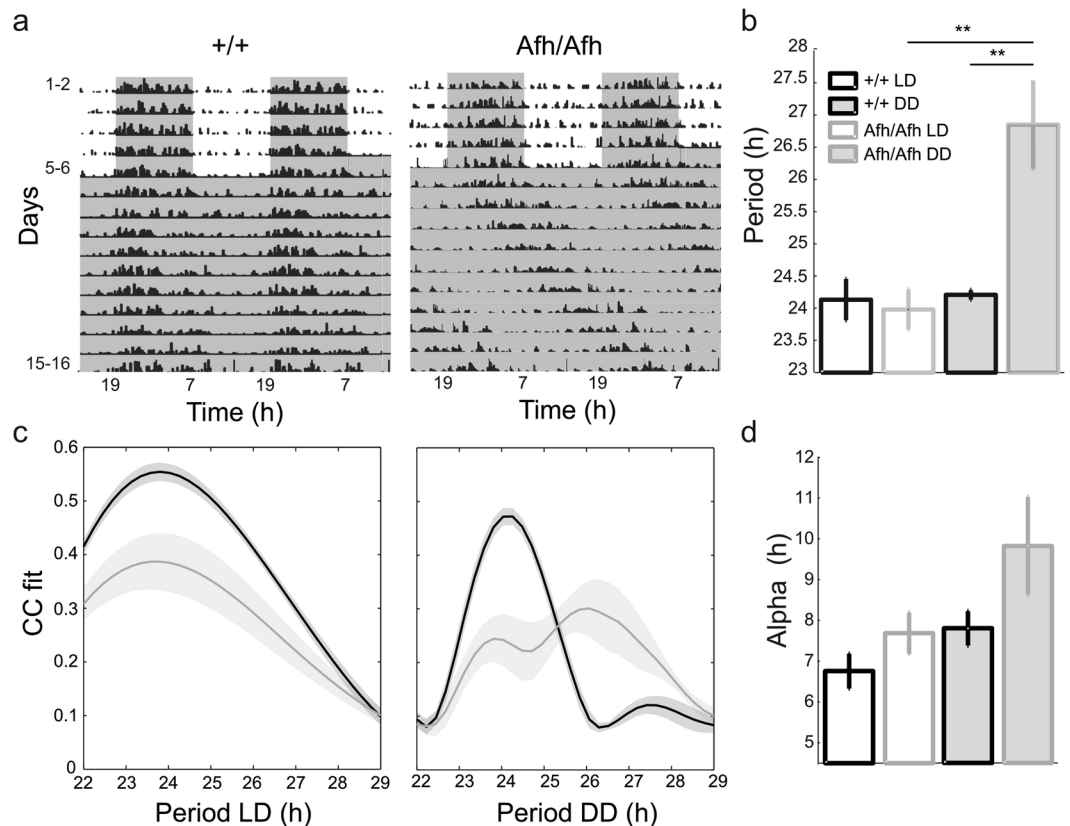 a
+/+
Afh/Afh
1-2
5-6
15-16
Days
19 7 19 7
Time (h)
19 7 19 7
Time (h)
b
**
**
28
27.5
27
26.5
26
25.5
25
24.5
24
23.5
23
Period (h)
+/+ LD
+/+ DD
Afh/Afh LD
Afh/Afh DD
c
0.6
0.5
0.4
0.3
0.2
0.1
0
CC fit
22 23 24 25 26 27 28 29
Period LD (h)
22 23 24 25 26 27 28 29
Period DD (h)
d
12
11
10
9
8
7
6
5
Alpha (h)